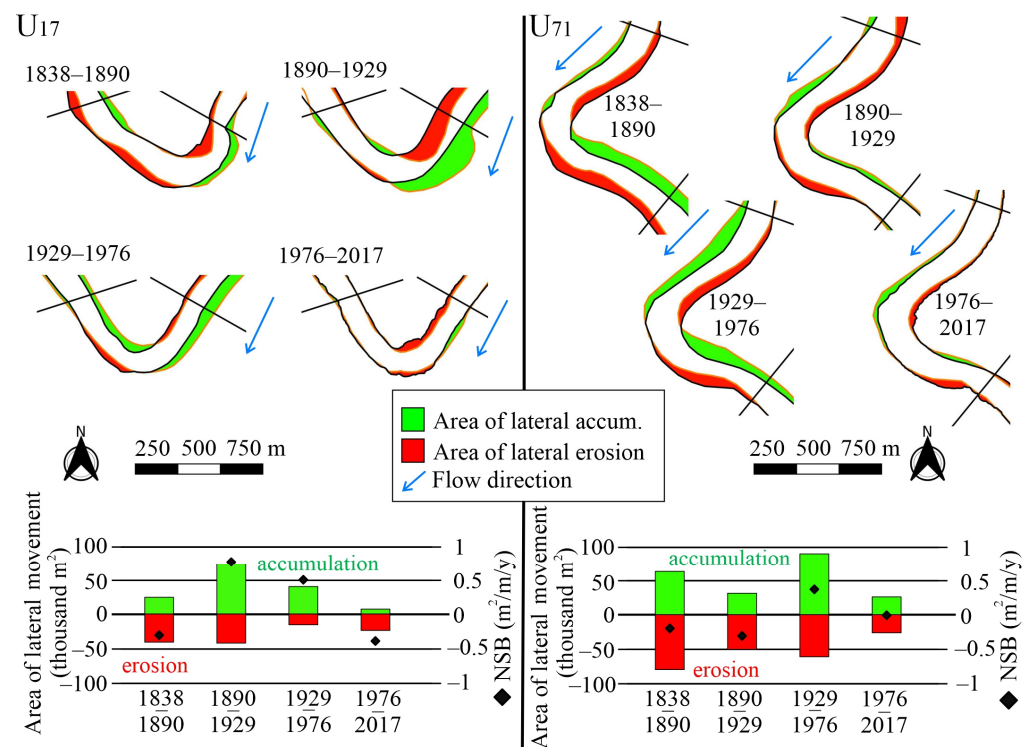 U17
1838–1890
1890–1929
1929–1976
1976–2017
N
250 500 750 m
U71
1838–
1890
1890–
1929
1929–
1976
1976–
2017
250 500 750 m
N
Area of lateral accum.
Area of lateral erosion
Flow direction
Area of lateral movement
(thousand m²)
100
50
0
−50
−100
accumulation
erosion
1
0.5
0
−0.5
−1
NSB (m²/m/y)
1838
–
1890
1890
–
1929
1929
–
1976
1976
–
2017
Area of lateral movement
(thousand m²)
100
50
0
−50
−100
accumulation
erosion
1
0.5
0
−0.5
−1
NSB (m²/m/y)
1838
–
1890
1890
–
1929
1929
–
1976
1976
–
2017